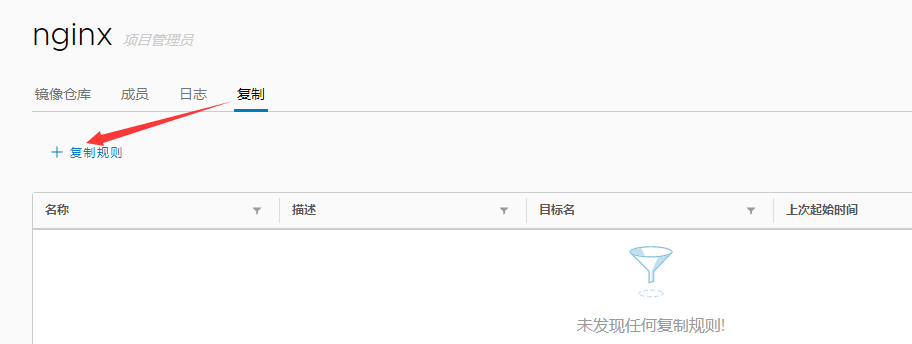 nginx 项目管理员
镜像仓库 成员 日志 复制
+ 复制规则
名称 描述 目标名 上次起始时间
未发现任何复制规则!